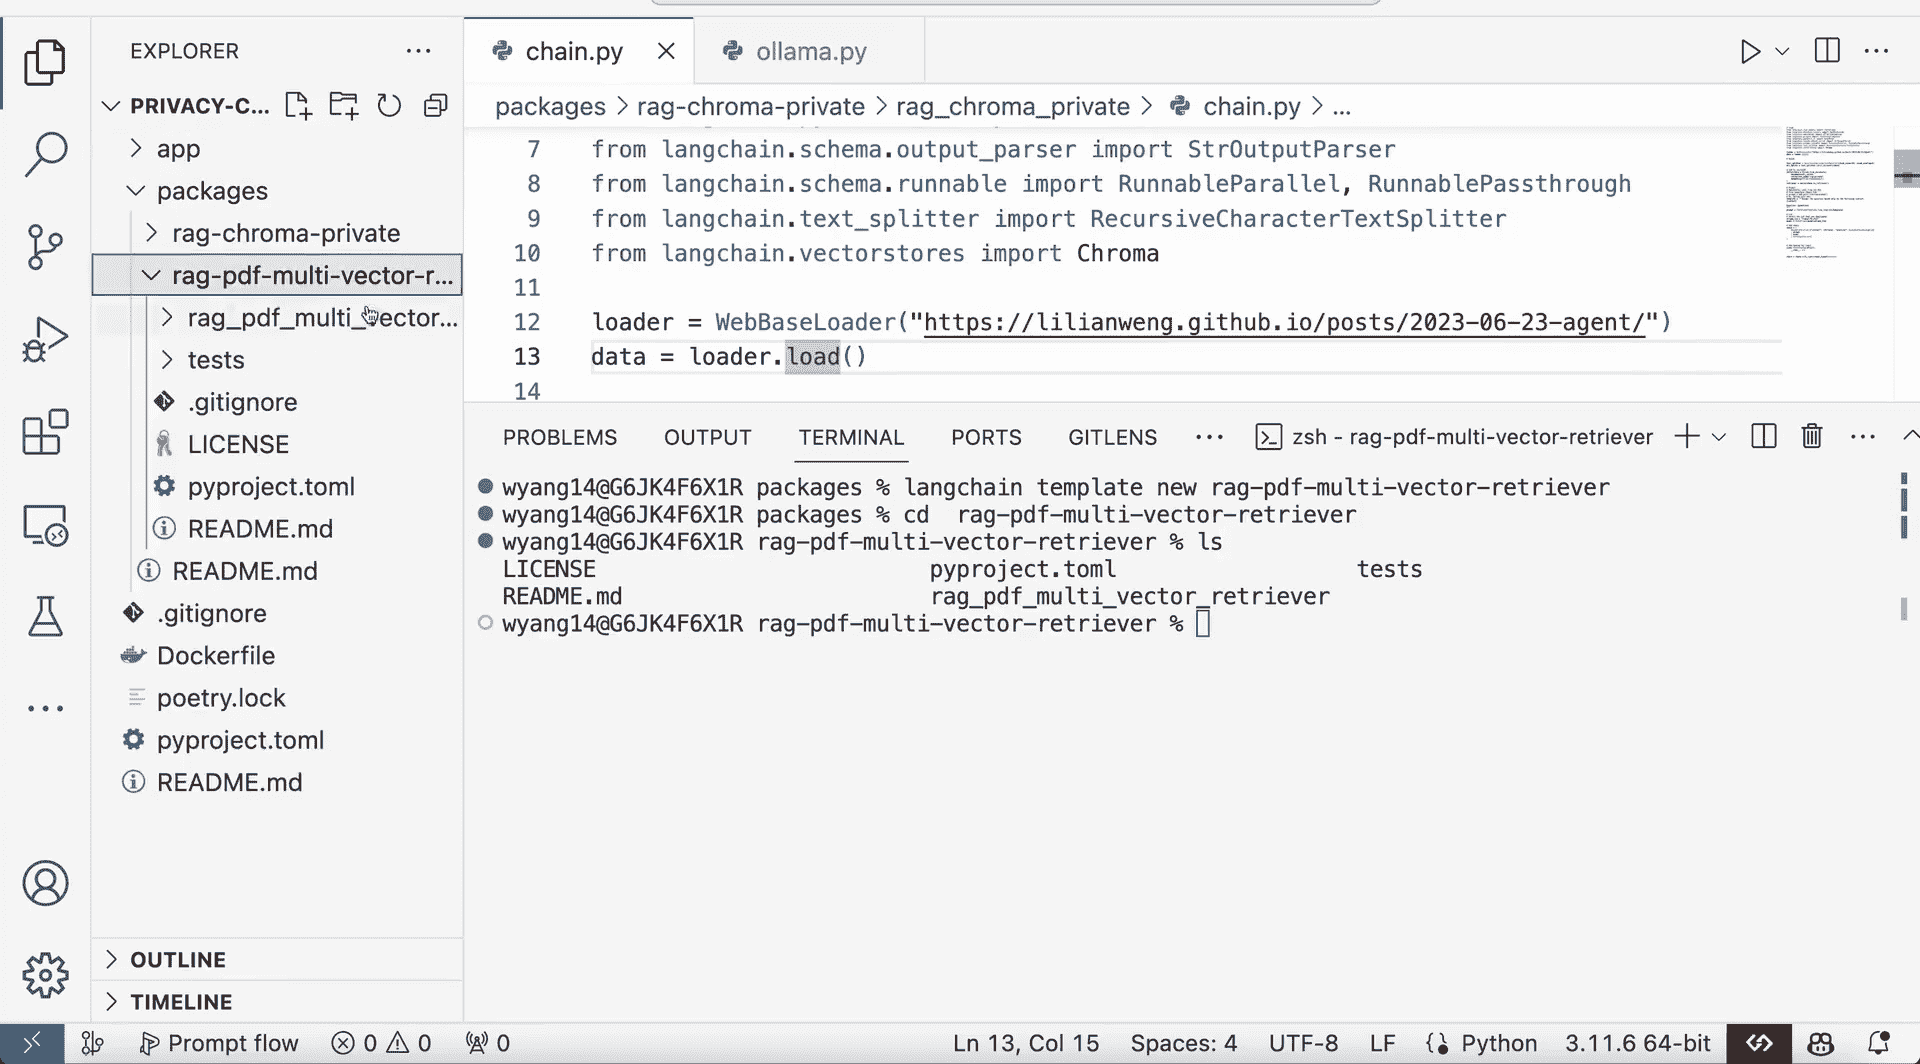 EXPLORER
PRIVACY-C...
app
packages
rag-chroma-private
rag-pdf-multi-vector-r...
rag_pdf_multi_vector...
tests
.gitignore
LICENSE
pyproject.toml
README.md
README.md
.gitignore
Dockerfile
poetry.lock
pyproject.toml
README.md
OUTLINE
TIMELINE
chain.py
ollama.py
packages > rag-chroma-private > rag_chroma_private > chain.py > ...
7 from langchain.schema.output_parser import StrOutputParser
8 from langchain.schema.runnable import RunnableParallel, RunnablePassthrough
9 from langchain.text_splitter import RecursiveCharacterTextSplitter
10 from langchain.vectorstores import Chroma
11
12 loader = WebBaseLoader("https://lilianweng.github.io/posts/2023-06-23-agent/")
13 data = loader.load()
14
PROBLEMS OUTPUT TERMINAL PORTS GITLENS ... zsh - rag-pdf-multi-vector-retriever
wyang14@G6JK4F6X1R packages % langchain template new rag-pdf-multi-vector-retriever
wyang14@G6JK4F6X1R packages % cd  rag-pdf-multi-vector-retriever
wyang14@G6JK4F6X1R rag-pdf-multi-vector-retriever % ls
LICENSE pyproject.toml tests
README.md rag_pdf_multi_vector_retriever
wyang14@G6JK4F6X1R rag-pdf-multi-vector-retriever %
Prompt flow 0 0 0 Ln 13, Col 15 Spaces: 4 UTF-8 LF Python 3.11.6 64-bit